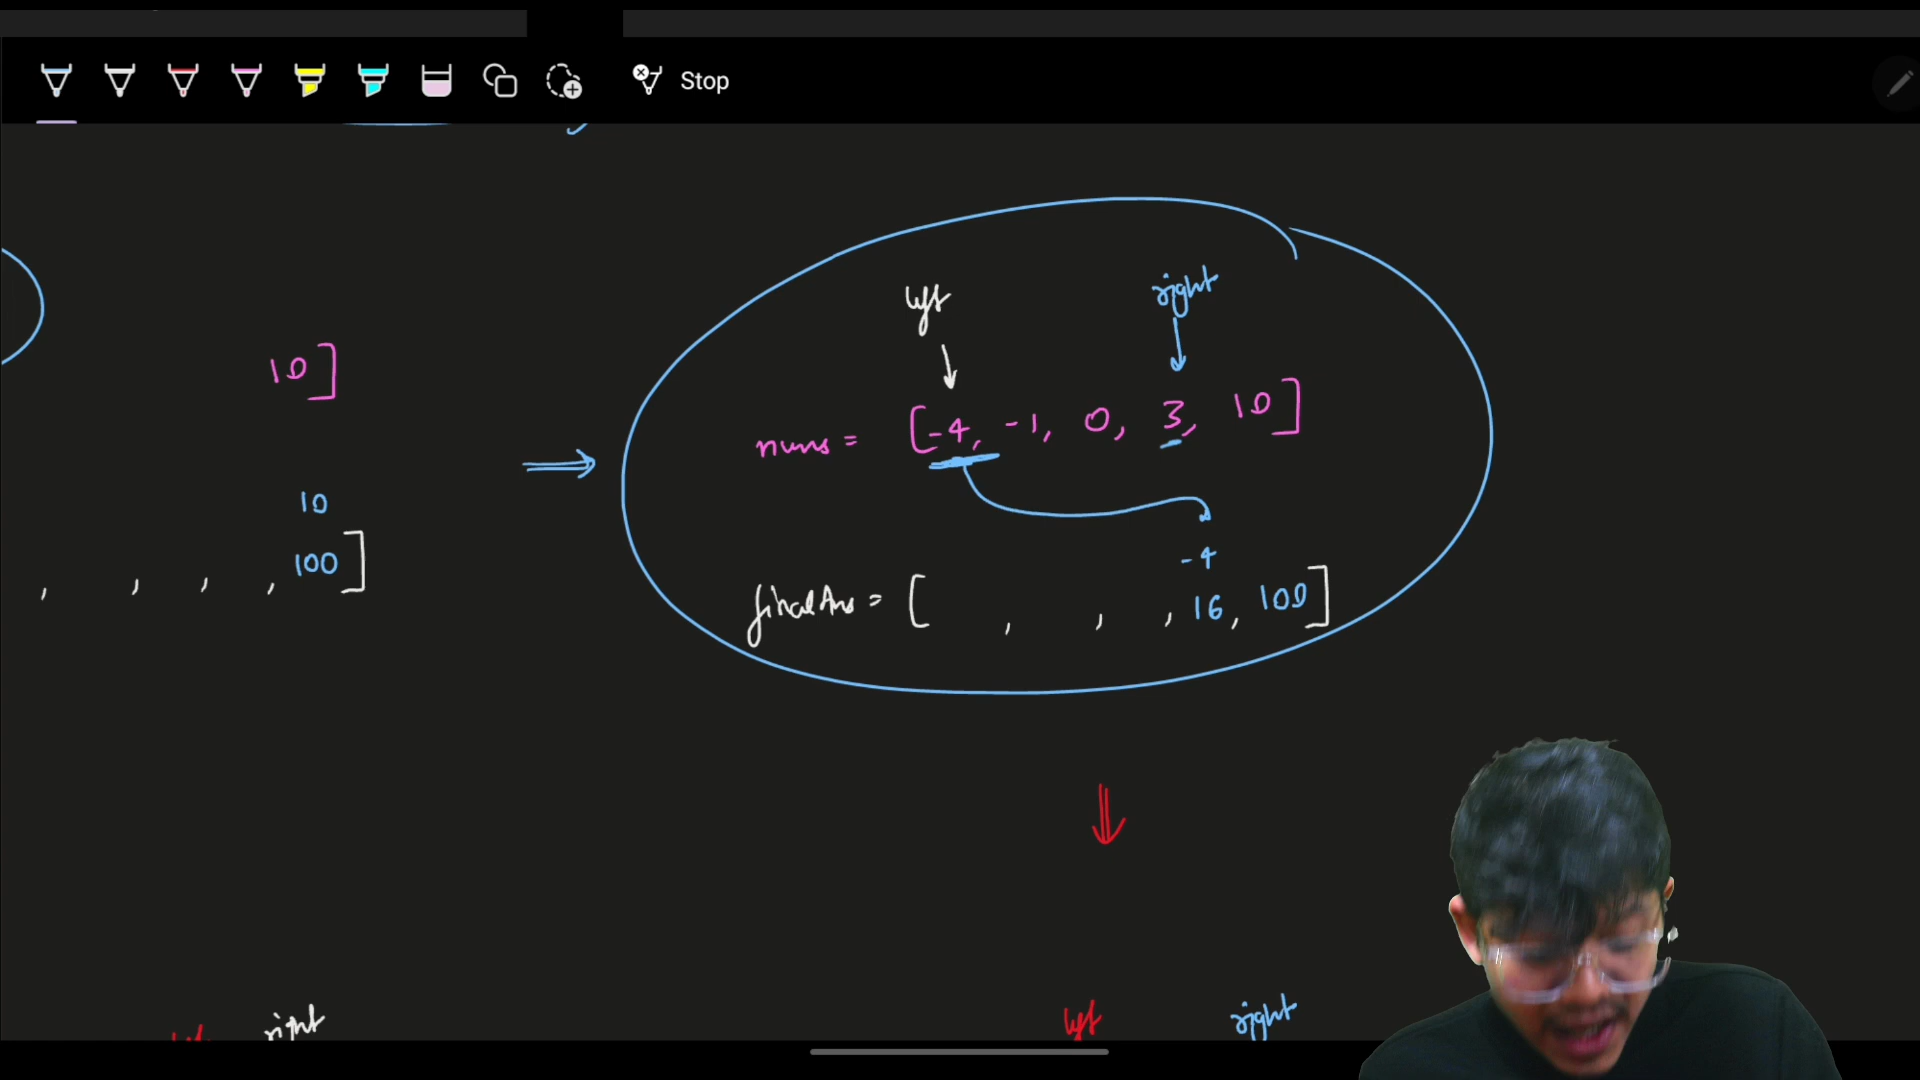 Stop
left
right
10]
nums = [-4, -1, 0, 3, 10]
10
-4
, , , , 100]
finalAns = [ , , , 16, 100]
right
left
right